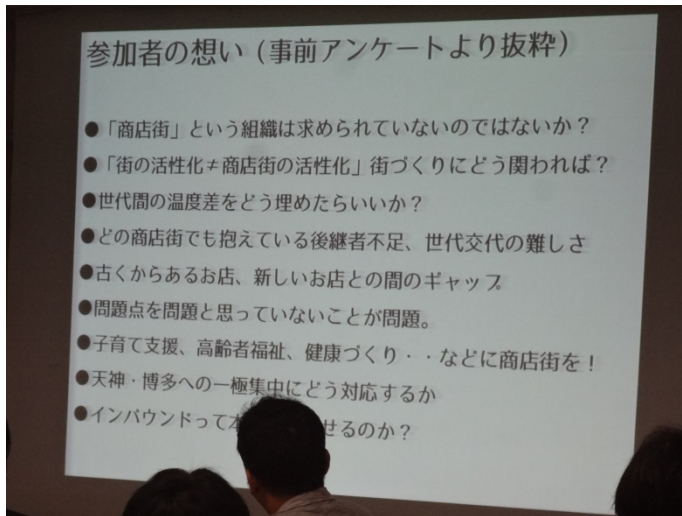 参加者の想い（事前アンケートより抜粋）
●「商店街」という組織は求められていないのではないか？
●「街の活性化≠商店街の活性化」街づくりにどう関われば？
●世代間の温度差をどう埋めたらいいか？
●どの商店街でも抱えている後継者不足、世代交代の難しさ
●古くからあるお店、新しいお店との間のギャップ
●問題点を問題と思っていないことが問題。
●子育て支援、高齢者福祉、健康づくり・・などに商店街を！
●天神・博多への一極集中にどう対応するか
●インバウンドって せるのか？